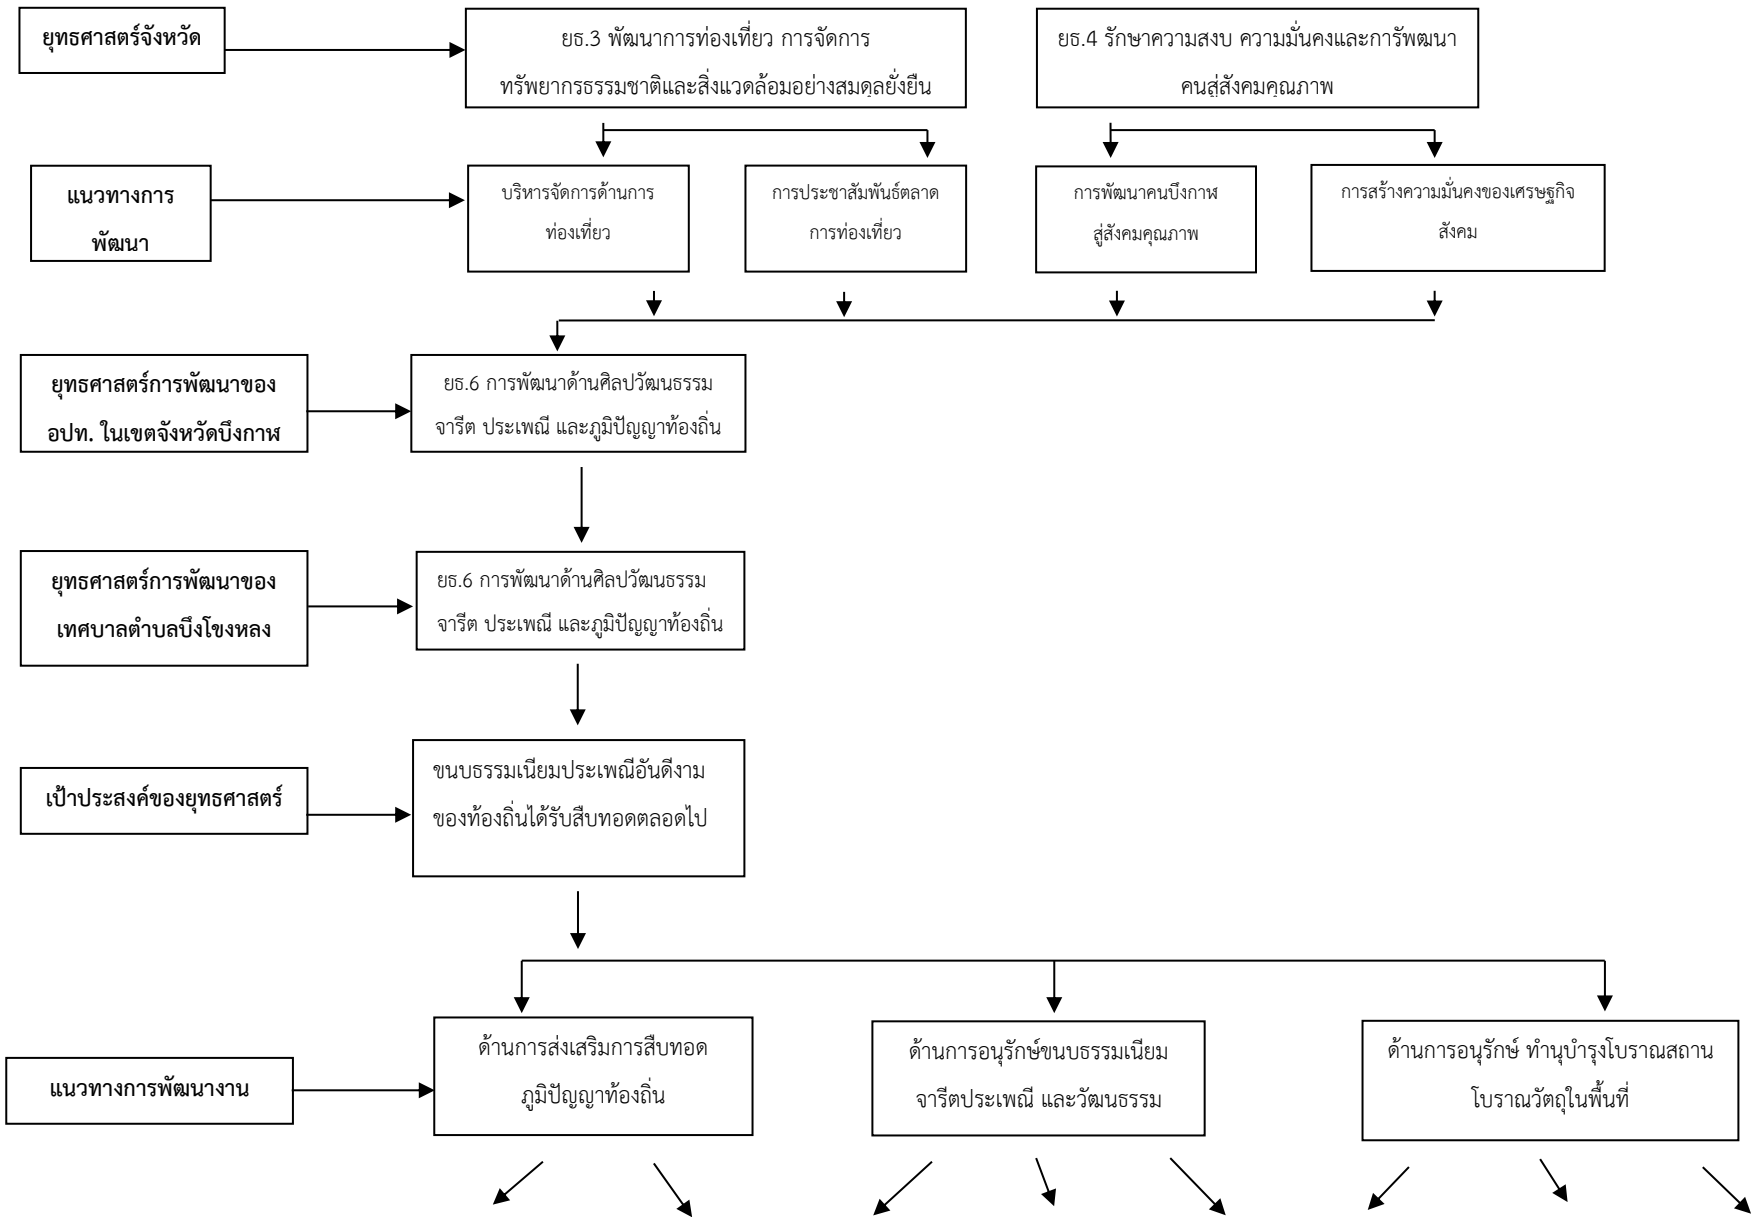 ยุทธศาสตร์จังหวัด
ยธ.3 พัฒนาการท่องเที่ยว การจัดการ
ทรัพยากรธรรมชาติและสิ่งแวดล้อมอย่างสมดุลยั่งยืน
ยธ.4 รักษาความสงบ ความมั่นคงและการัพฒนา
คนสู่สังคมคุณภาพ
แนวทางการ
พัฒนา
บริหารจัดการด้านการ
ท่องเที่ยว
การประชาสัมพันธ์ตลาด
การท่องเที่ยว
การพัฒนาคนบึงกาฬ
สู่สังคมคุณภาพ
การสร้างความมั่นคงของเศรษฐกิจ
สังคม
ยุทธศาสตร์การพัฒนาของ
อปท. ในเขตจังหวัดบึงกาฬ
ยธ.6 การพัฒนาด้านศิลปวัฒนธรรม
จารีต ประเพณี และภูมิปัญญาท้องถิ่น
ยุทธศาสตร์การพัฒนาของ
เทศบาลตำบลบึงโขงหลง
ยธ.6 การพัฒนาด้านศิลปวัฒนธรรม
จารีต ประเพณี และภูมิปัญญาท้องถิ่น
เป้าประสงค์ของยุทธศาสตร์
ขนบธรรมเนียมประเพณีอันดีงาม
ของท้องถิ่นได้รับสืบทอดตลอดไป
แนวทางการพัฒนางาน
ด้านการส่งเสริมการสืบทอด
ภูมิปัญญาท้องถิ่น
ด้านการอนุรักษ์ขนบธรรมเนียม
จารีตประเพณี และวัฒนธรรม
ด้านการอนุรักษ์ ทำนุบำรุงโบราณสถาน
โบราณวัตถุในพื้นที่